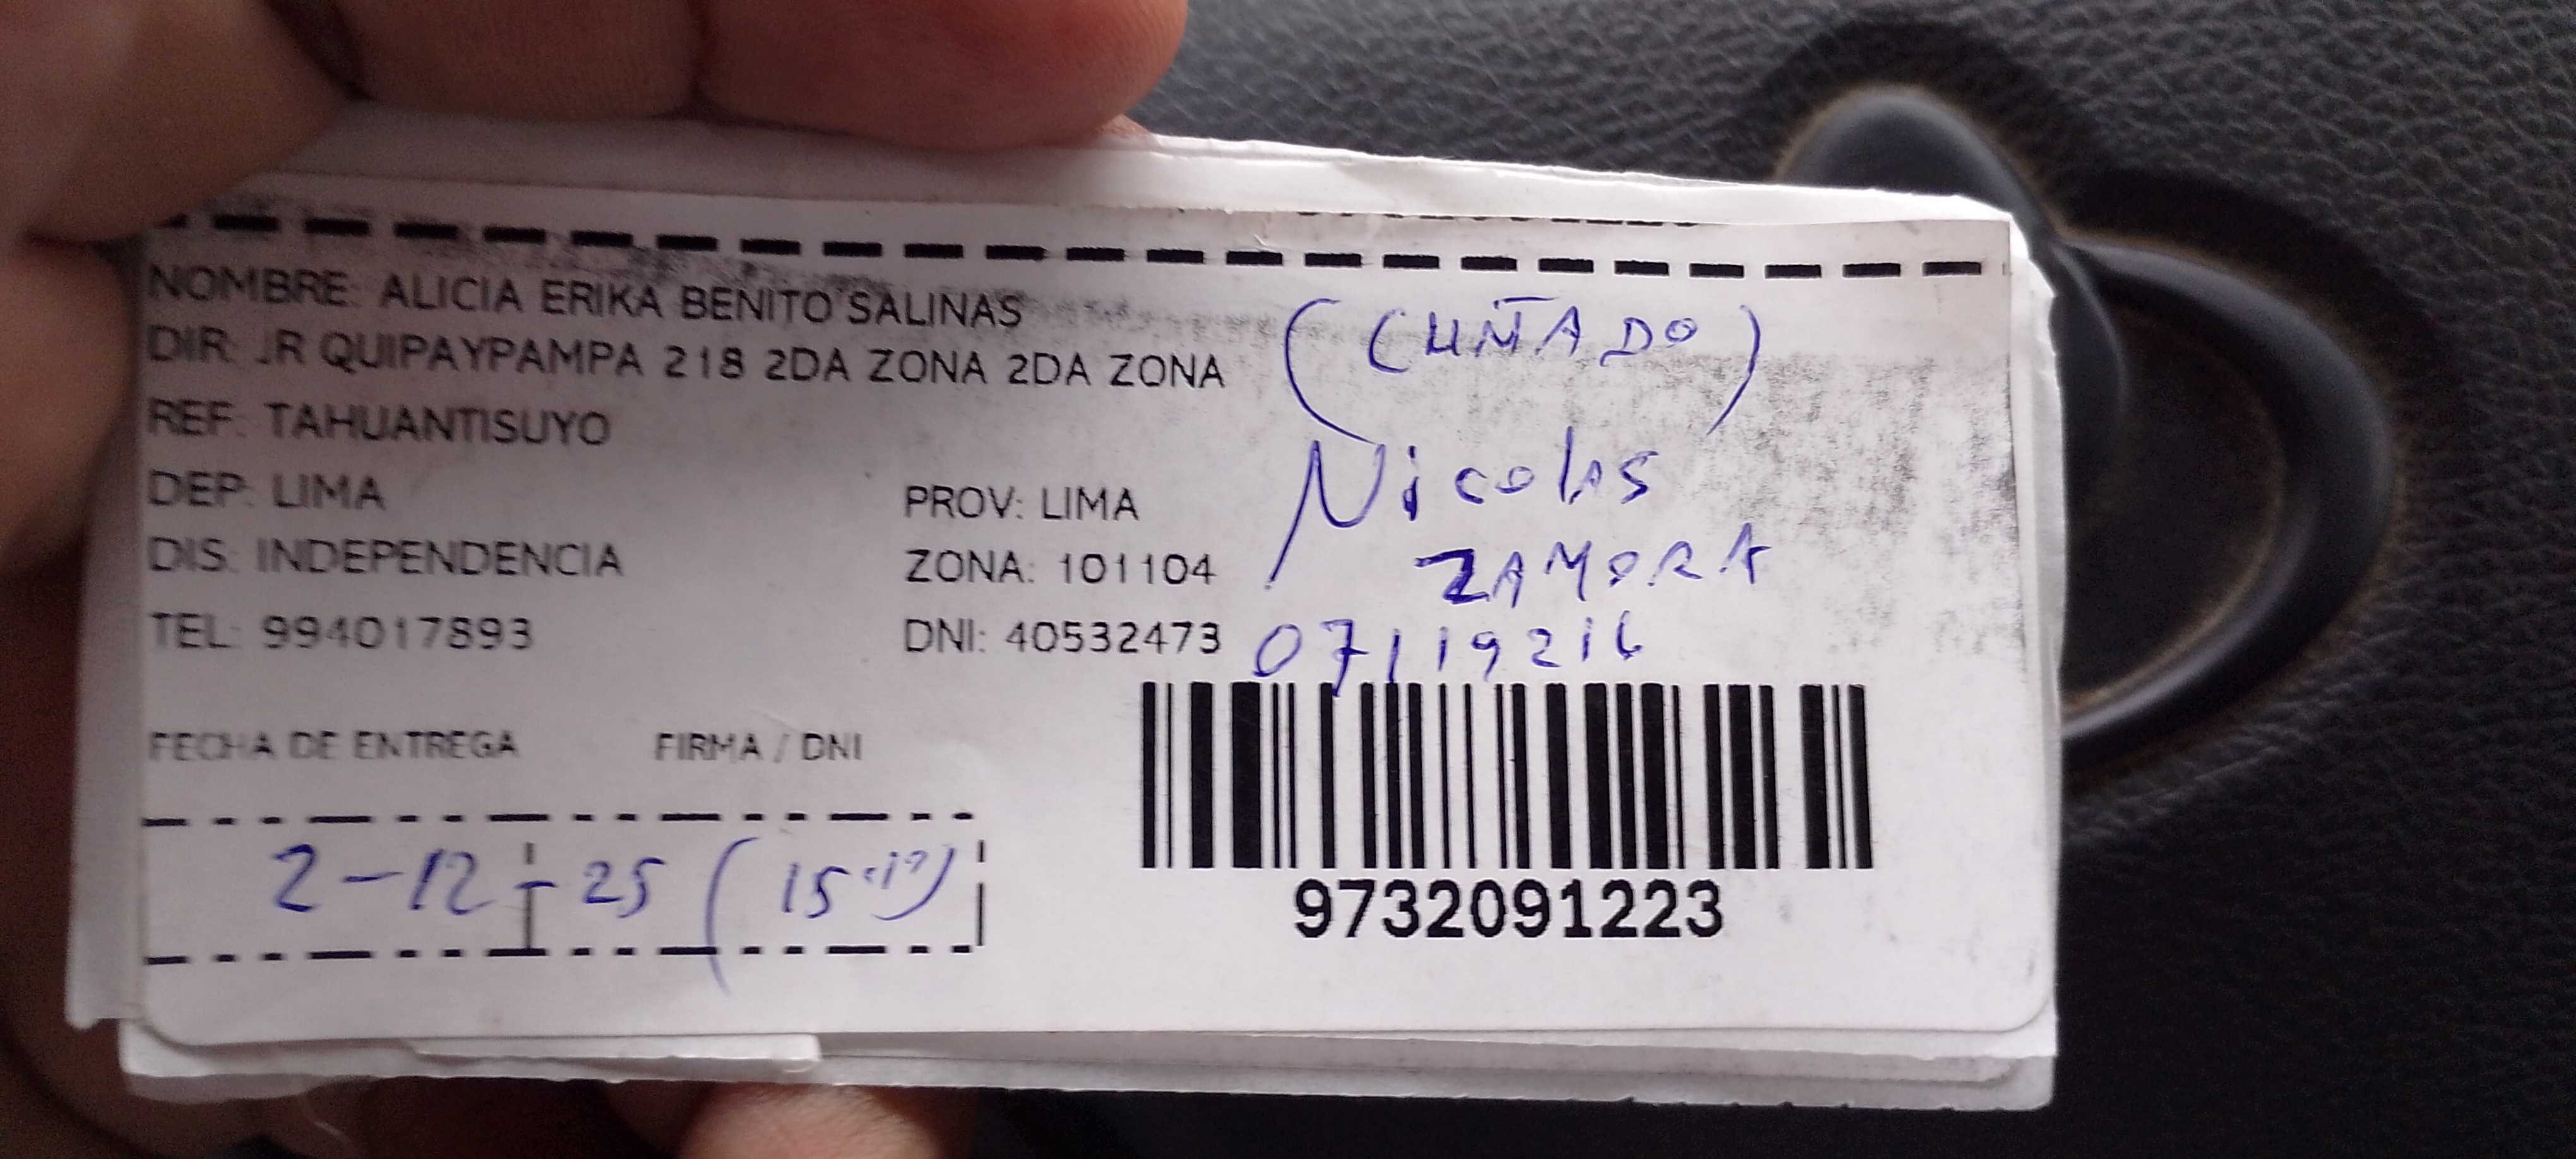 NOMBRE: ALICIA ERIKA BENITO SALINAS
DIR: JR QUIPAYPAMPA 218 2DA ZONA 2DA ZONA
REF: TAHUANTISUYO
DEP: LIMA PROV: LIMA
DIS: INDEPENDENCIA ZONA: 101104
TEL: 994017893 DNI: 40532473
(CUÑADO)
Nicolas
ZAMORA
07119216
FECHA DE ENTREGA FIRMA / DNI
2-12-25 (15
9732091223